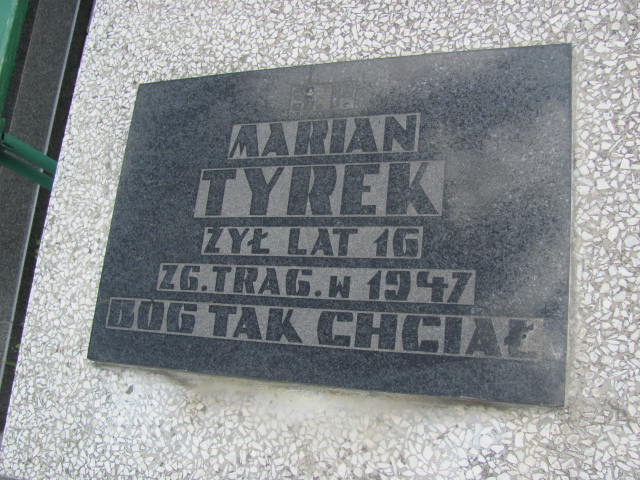 MARIAN
TYREK
ŻYŁ LAT 16
ZG. TRAG. W 1947
BÓG TAK CHCIAŁ